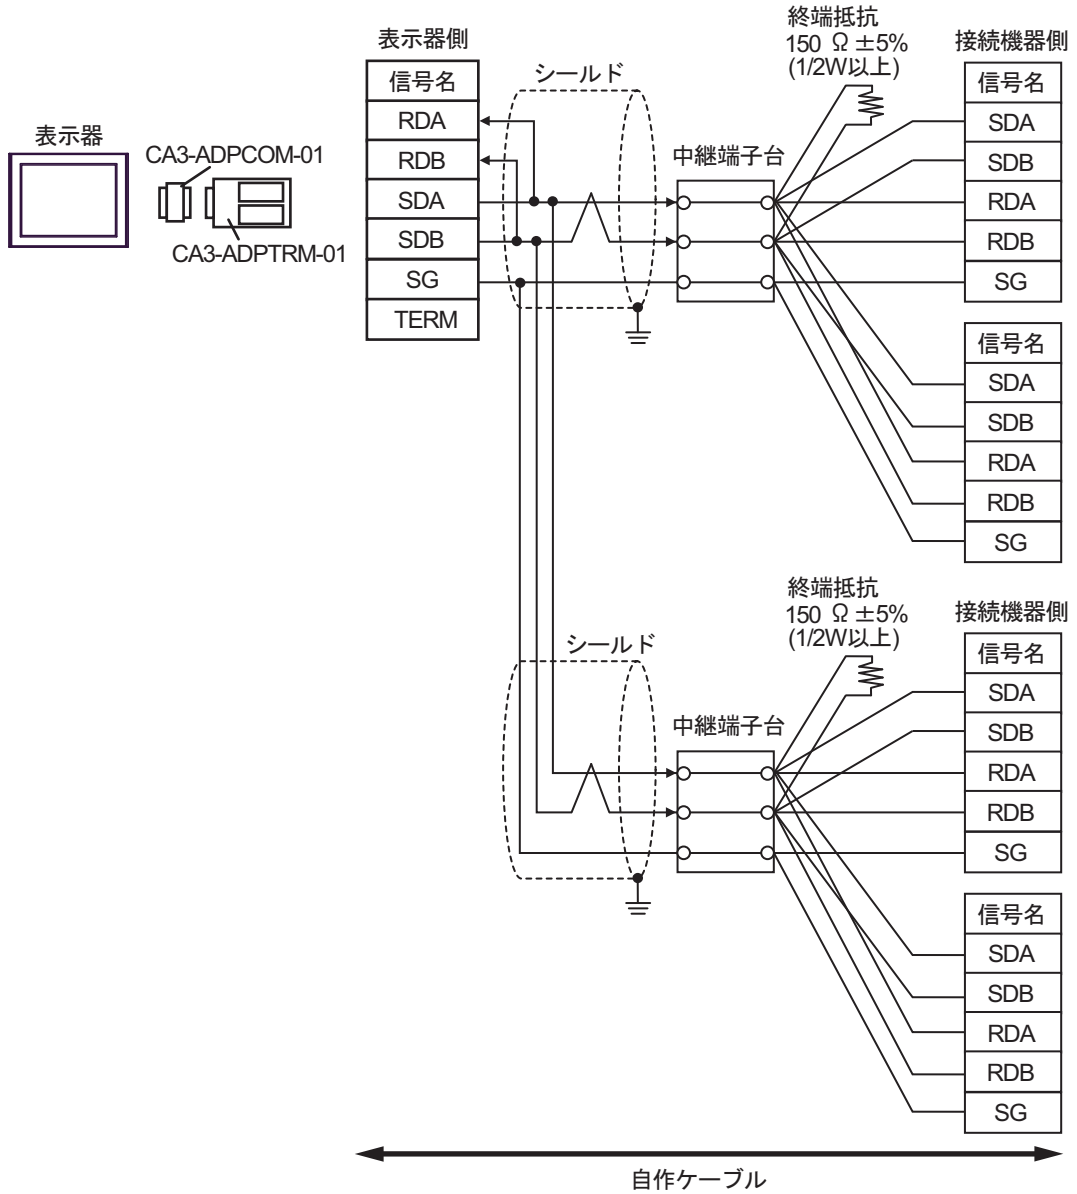 表示器
CA3-ADPCOM-01
CA3-ADPTRM-01
表示器側
信号名
RDA
RDB
SDA
SDB
SG
TERM
シールド
中継端子台
終端抵抗
150 Ω ±5%
(1/2W以上)
接続機器側
信号名
SDA
SDB
RDA
RDB
SG
信号名
SDA
SDB
RDA
RDB
SG
シールド
中継端子台
終端抵抗
150 Ω ±5%
(1/2W以上)
接続機器側
信号名
SDA
SDB
RDA
RDB
SG
信号名
SDA
SDB
RDA
RDB
SG
自作ケーブル